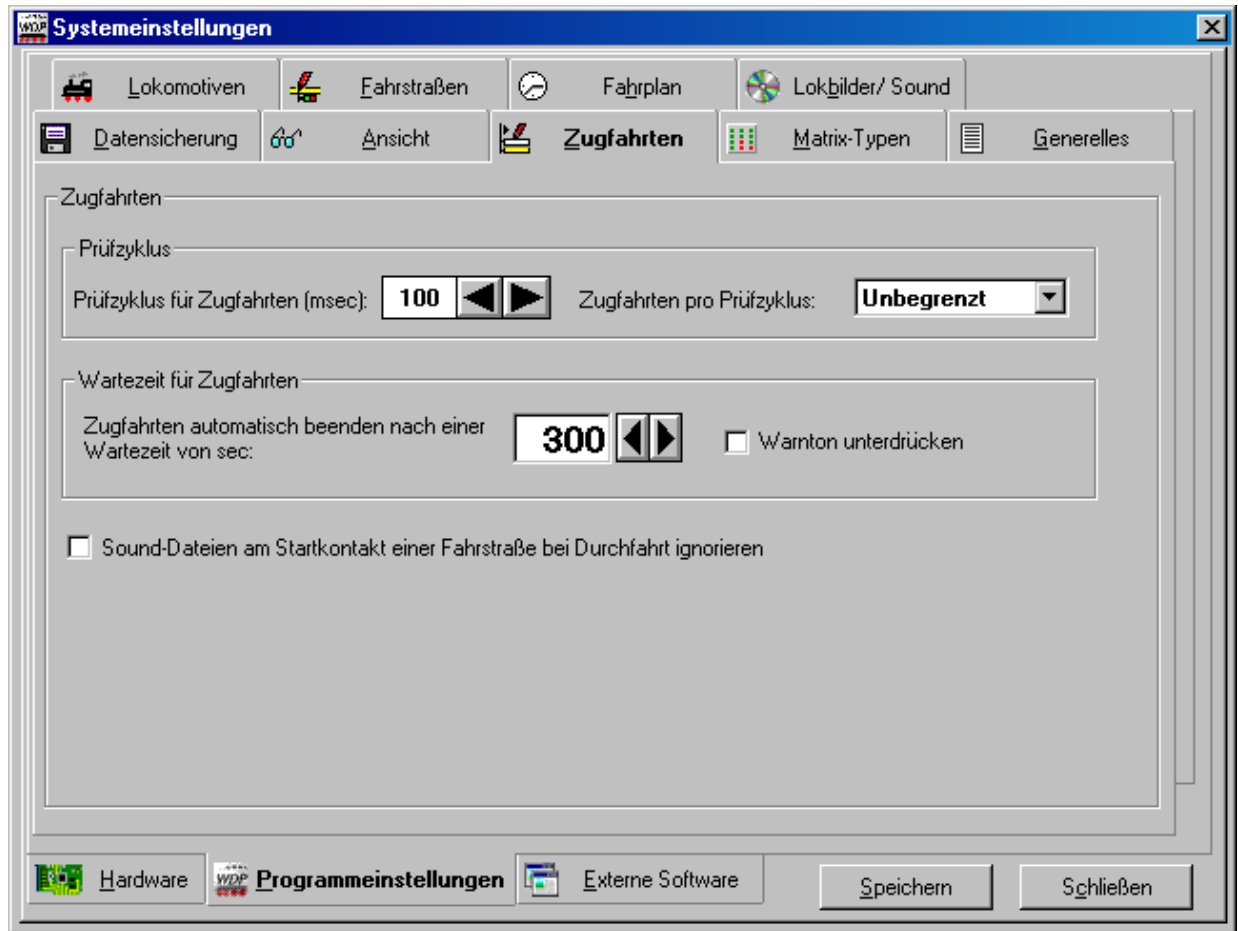 WDP Systemeinstellungen
Lokomotiven Fahrstraßen Fahrplan Lokbilder/ Sound
Datensicherung Ansicht Zugfahrten Matrix-Typen Generelles
Zugfahrten
Prüfzyklus
Prüfzyklus für Zugfahrten (msec): 100 Zugfahrten pro Prüfzyklus: Unbegrenzt
Wartezeit für Zugfahrten
Zugfahrten automatisch beenden nach einer
Wartezeit von sec: 300 Warnton unterdrücken
Sound-Dateien am Startkontakt einer Fahrstraße bei Durchfahrt ignorieren
Hardware WDP Programmeinstellungen Externe Software Speichern Schließen